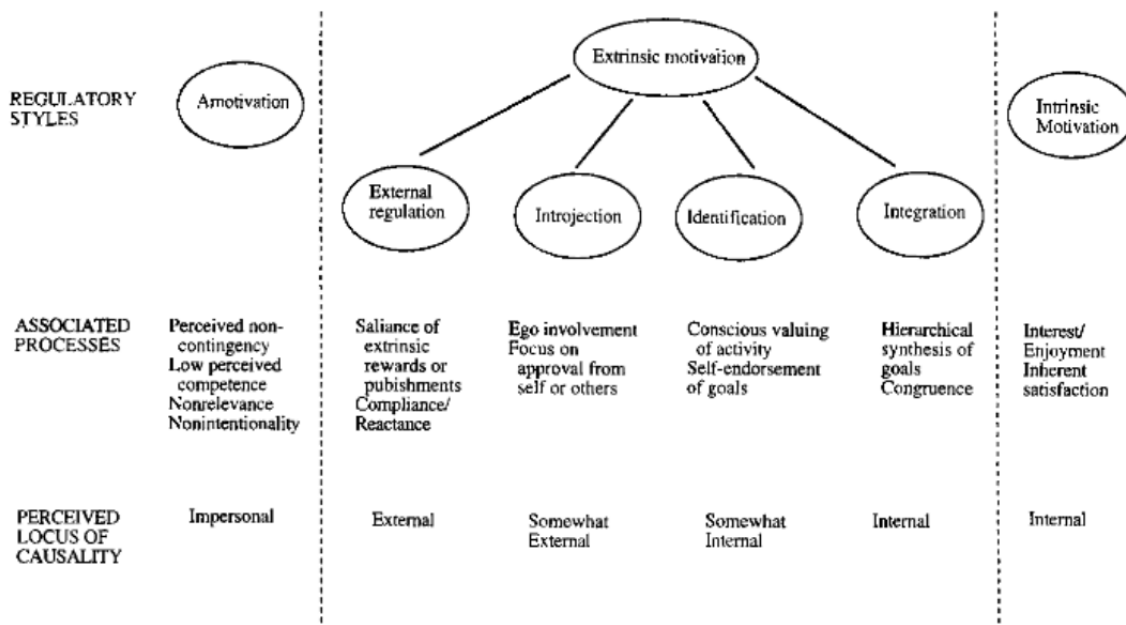 Extrinsic motivation
REGULATORY
STYLES
Amotivation
Intrinsic
Motivation
External
regulation
Introjection
Identification
Integration
ASSOCIATED
PROCESSES
Perceived non-
contingency
Low perceived
competence
Nonrelevance
Nonintentionality
Saliance of
extrinsic
rewards or
pubishments
Compliance/
Reactance
Ego involvement
Focus on
approval from
self or others
Conscious valuing
of activity
Self-endorsement
of goals
Hierarchical
synthesis of
goals
Congruence
Interest/
Enjoyment
Inherent
satisfaction
PERCEIVED
LOCUS OF
CAUSALITY
Impersonal
External
Somewhat
External
Somewhat
Internal
Internal
Internal